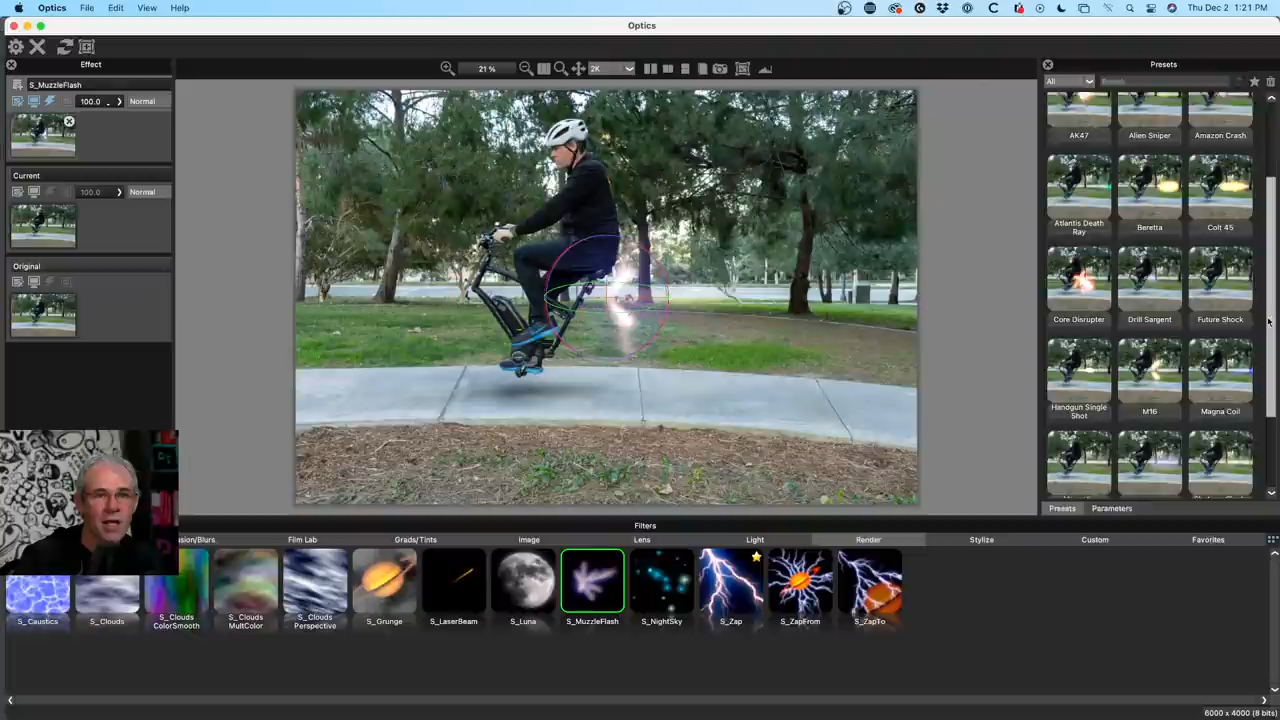 Optics File Edit View Help
Thu Dec 2 1:21 PM
Optics
Effect
21 %
2K
Presets
S_MuzzleFlash
100.0 Normal
All
AK47
Alien Sniper
Amazon Crash
Current
100.0 Normal
Atlantis Death
Ray
Beretta
Colt 45
Original
Core Disrupter
Drill Sargent
Future Shock
Handgun Single
Shot
M16
Magna Coil
Presets
Parameters
Filters
usion/Blurs
Film Lab
Grads/Tints
Image
Lens
Light
Render
Stylize
Custom
Favorites
S_Caustics
S_Clouds
S_Clouds
ColorSmooth
S_Clouds
MultColor
S_Clouds
Perspective
S_Grunge
S_LaserBeam
S_Luna
S_MuzzleFlash
S_NightSky
S_Zap
S_ZapFrom
S_ZapTo
6000 x 4000 (8 bits)